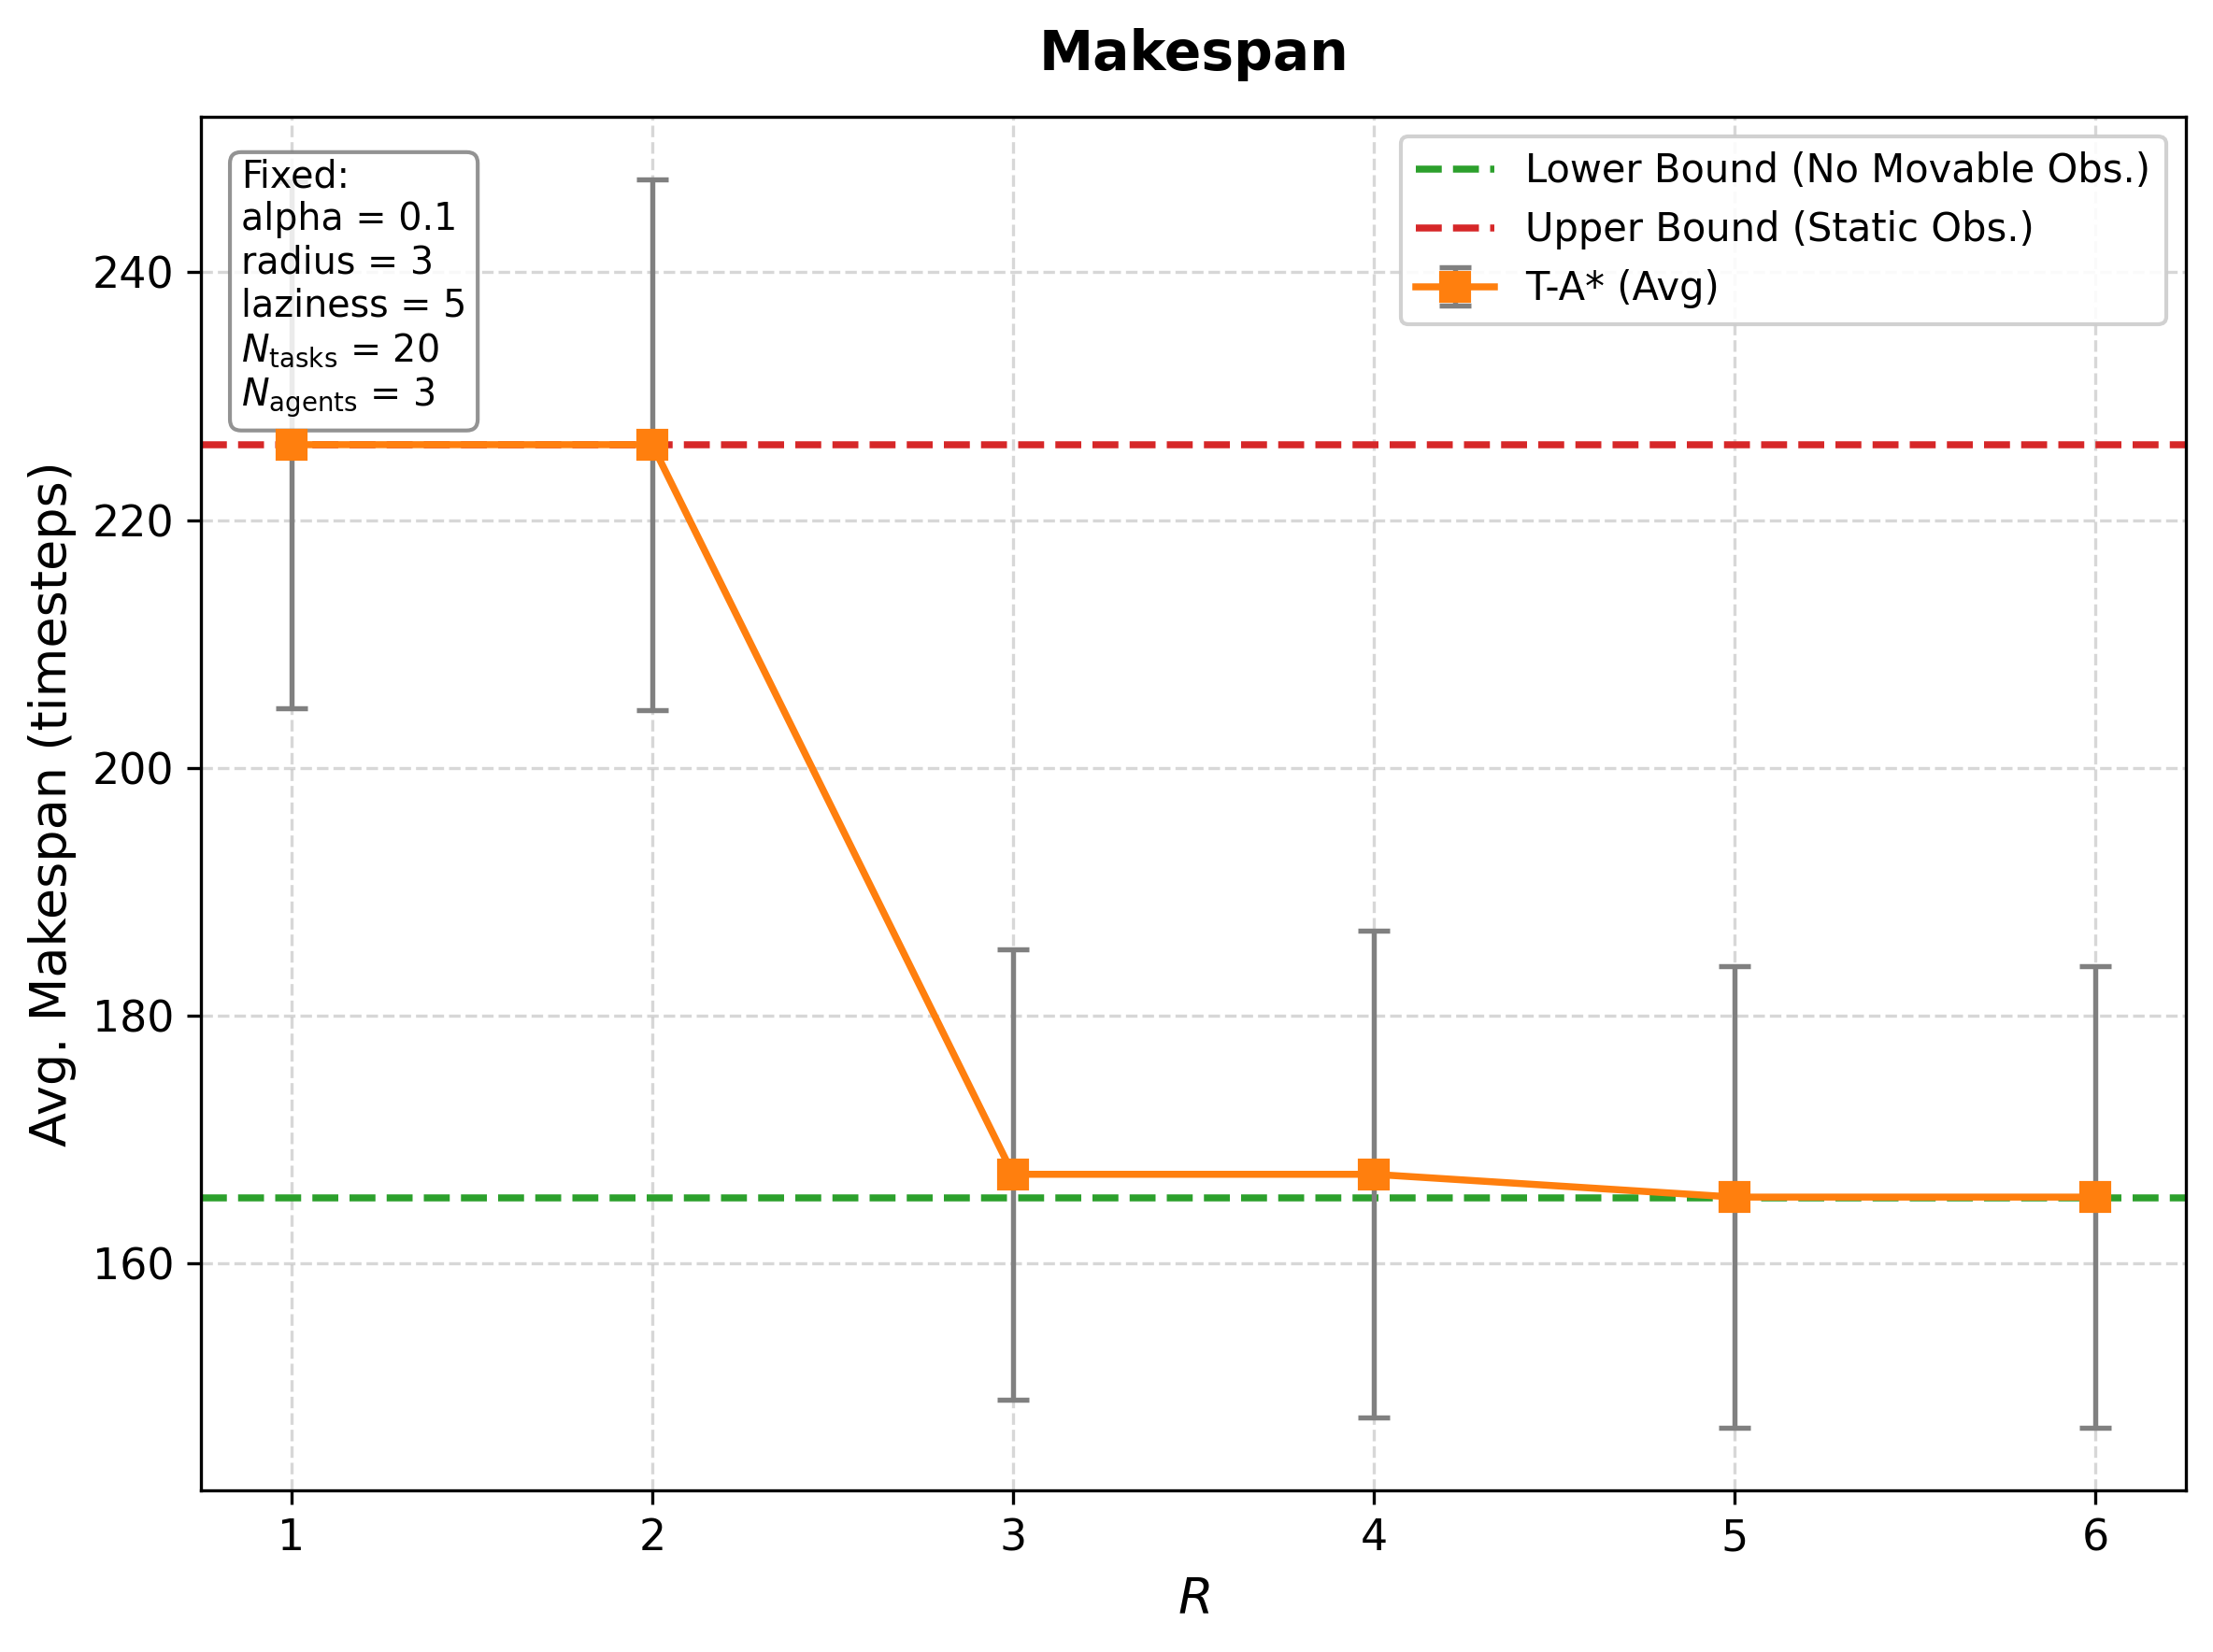 Makespan
Fixed:
alpha = 0.1
radius = 3
laziness = 5
N_tasks = 20
N_agents = 3
Lower Bound (No Movable Obs.)
Upper Bound (Static Obs.)
T-A* (Avg)
Avg. Makespan (timesteps)
240
220
200
180
160
1 2 3 4 5 6
R